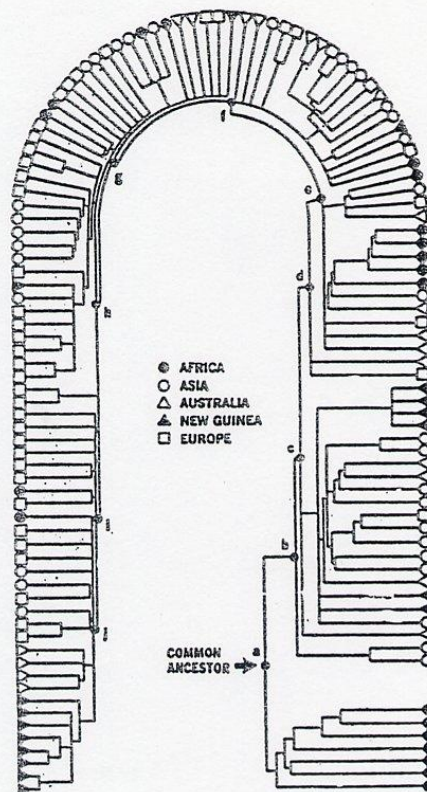 f
e
g
d
AFRICA
ASIA
AUSTRALIA
NEW GUINEA
EUROPE
c
i
b
COMMON
ANCESTOR
a